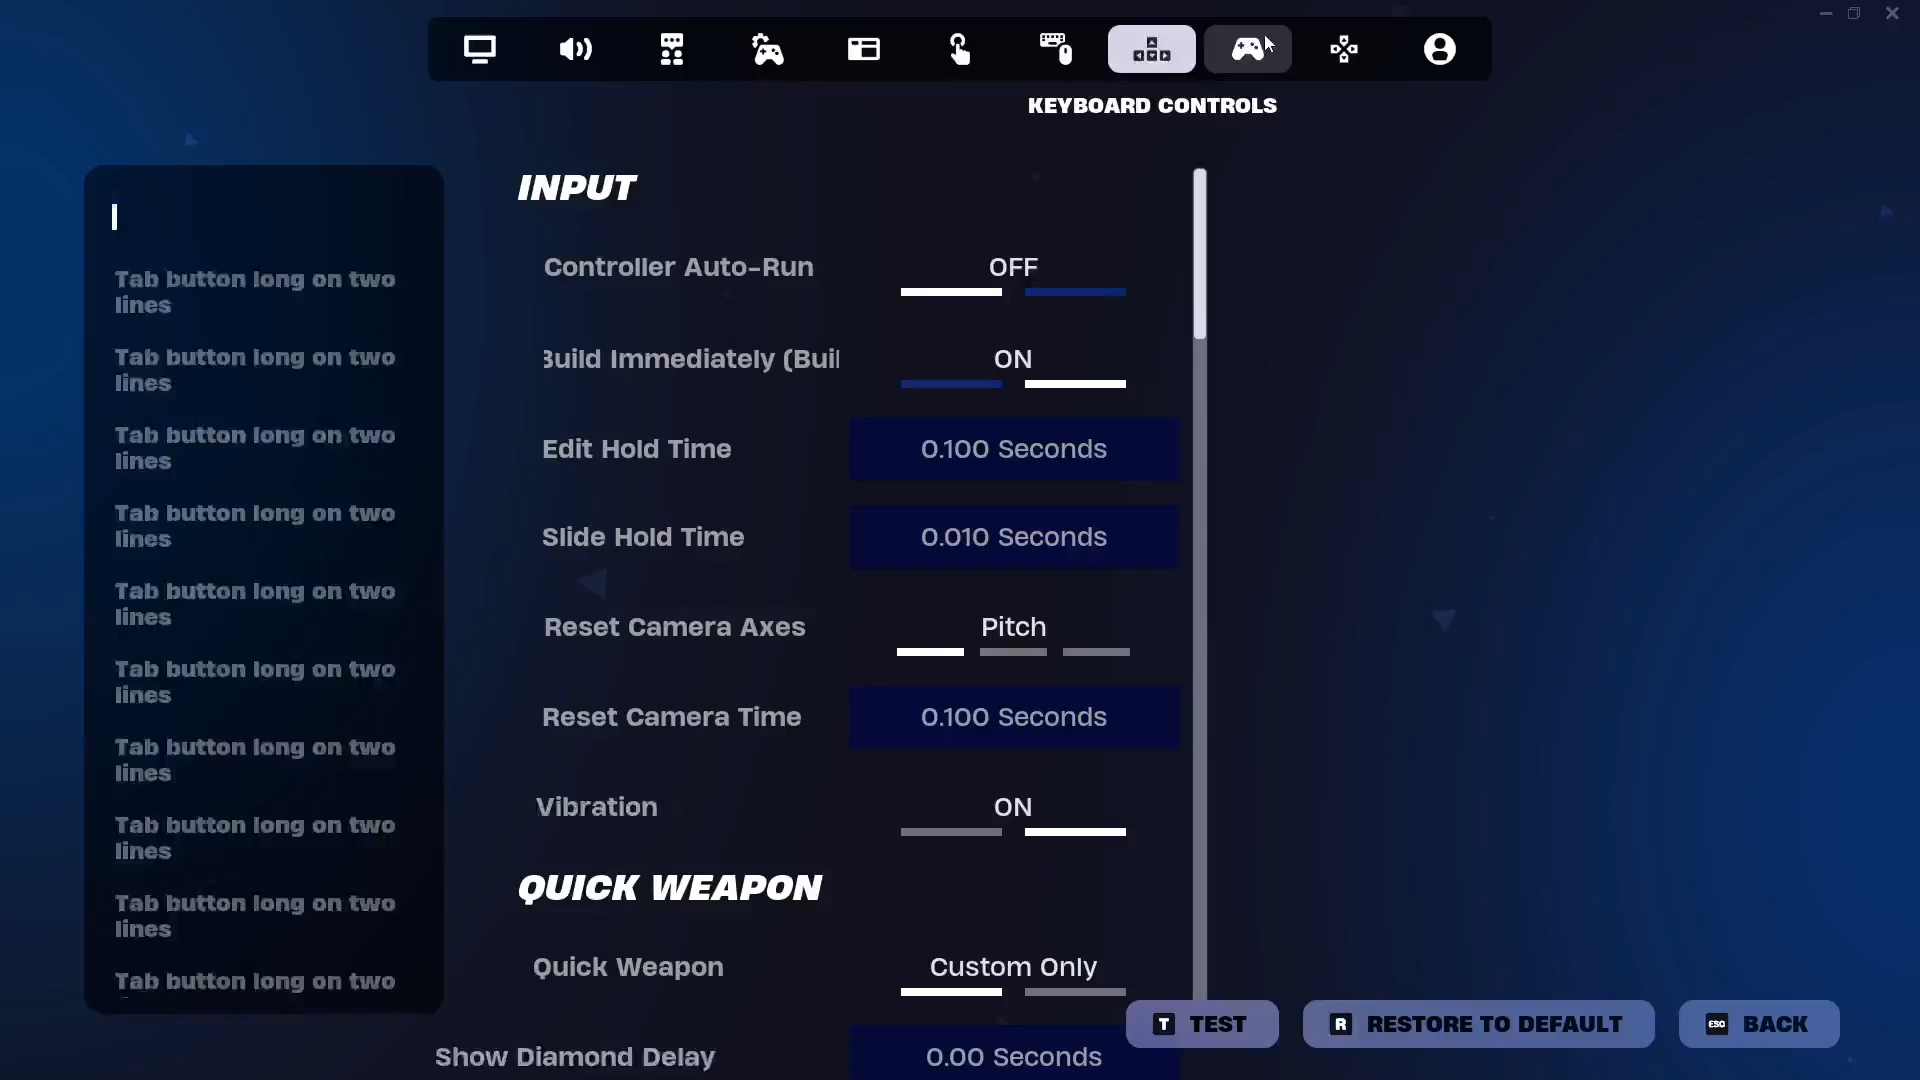 KEYBOARD CONTROLS
Tab button long on two
lines
Tab button long on two
lines
Tab button long on two
lines
Tab button long on two
lines
Tab button long on two
lines
Tab button long on two
lines
Tab button long on two
lines
Tab button long on two
lines
Tab button long on two
lines
Tab button long on two
INPUT
Controller Auto-Run OFF
Build Immediately (Buil ON
Edit Hold Time 0.100 Seconds
Slide Hold Time 0.010 Seconds
Reset Camera Axes Pitch
Reset Camera Time 0.100 Seconds
Vibration ON
QUICK WEAPON
Quick Weapon Custom Only
Show Diamond Delay 0.00 Seconds
T TEST
R RESTORE TO DEFAULT
ESC BACK